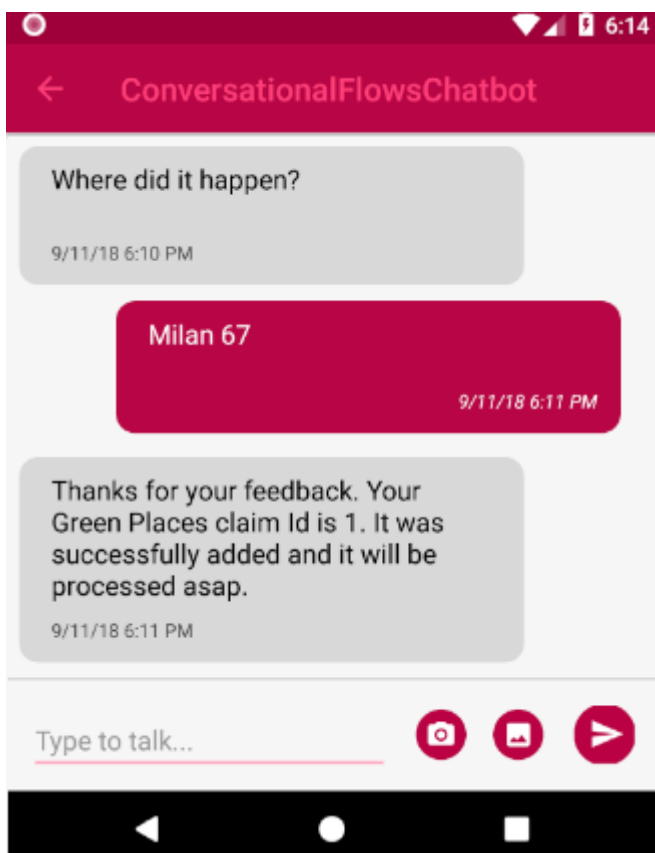 6:14
ConversationalFlowsChatbot
Where did it happen?
9/11/18 6:10 PM
Milan 67
9/11/18 6:11 PM
Thanks for your feedback. Your
Green Places claim Id is 1. It was
successfully added and it will be
processed asap.
9/11/18 6:11 PM
Type to talk...